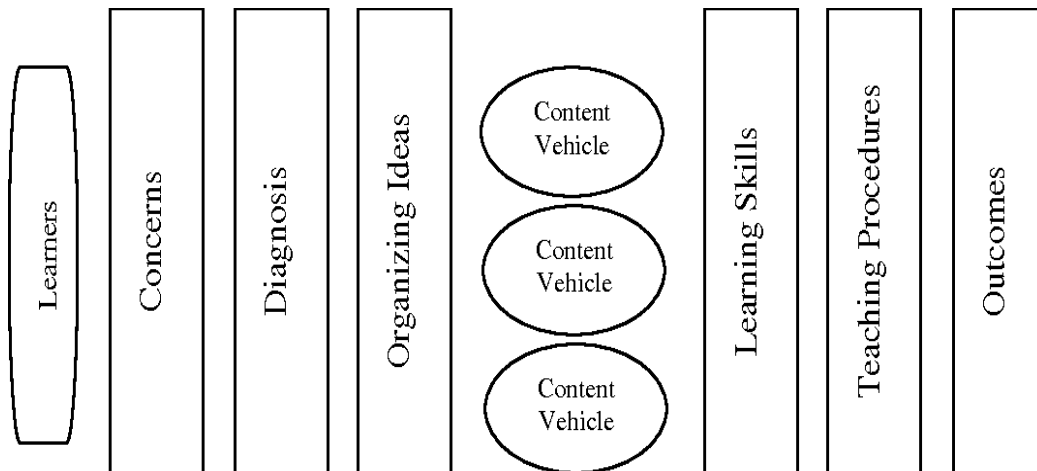 Learners
Concerns
Diagnosis
Organizing Ideas
Content
Vehicle
Content
Vehicle
Content
Vehicle
Learning Skills
Teaching Procedures
Outcomes